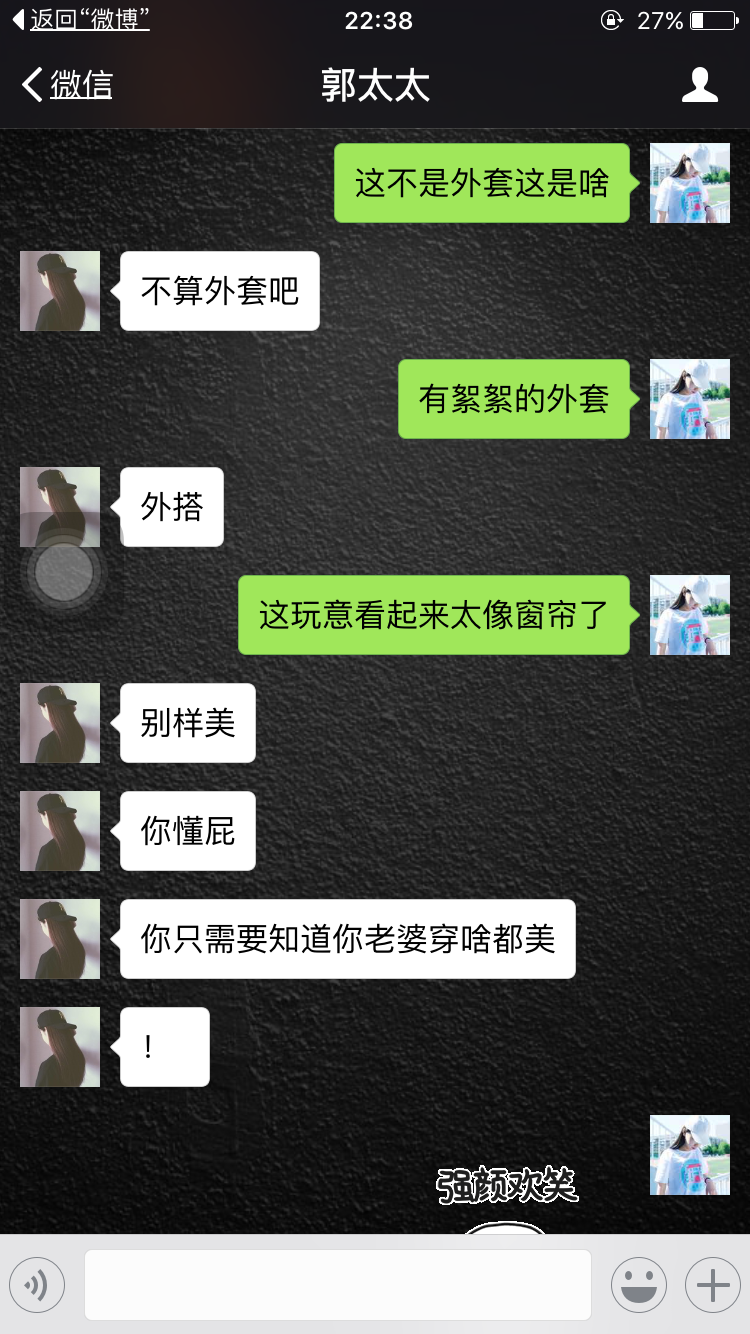 返回“微博”
22:38
27%
微信
郭太太
这不是外套这是啥
不算外套吧
有絮絮的外套
外搭
这玩意看起来太像窗帘了
别样美
你懂屁
你只需要知道你老婆穿啥都美
！
强颜欢笑